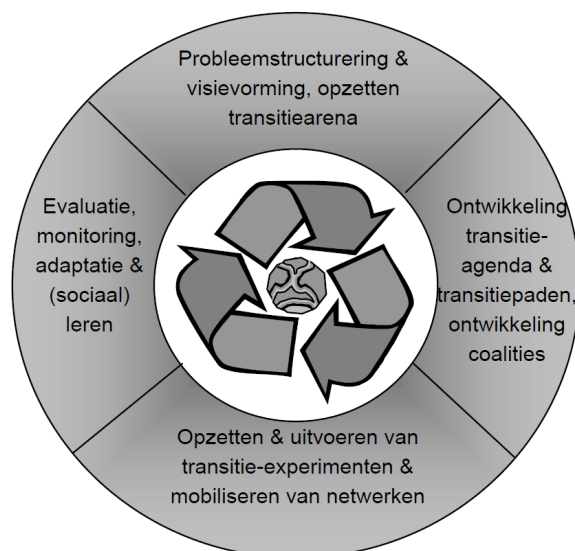 Probleemstructurering &
visievorming, opzetten
transitiearena
Ontwikkeling
transitie-
agenda &
transitiepaden,
ontwikkeling
coalities
Opzetten & uitvoeren van
transitie-experimenten &
mobiliseren van netwerken
Evaluatie,
monitoring,
adaptatie &
(sociaal)
leren